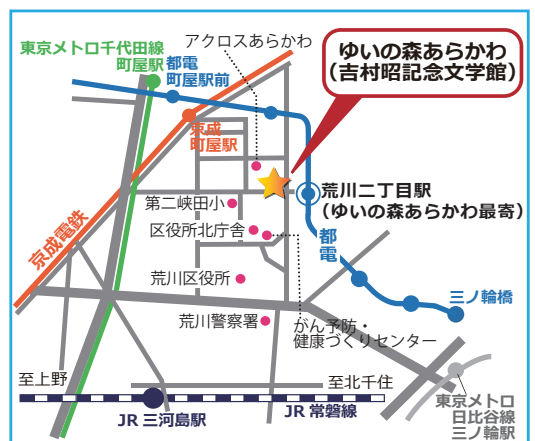 アクロスあらかわ
東京メトロ千代田線
町屋駅
都電
町屋駅前
ゆいの森あらかわ
(吉村昭記念文学館)
京成
町屋駅
荒川二丁目駅
(ゆいの森あらかわ最寄)
第二峡田小
区役所北庁舎
都電
京成電鉄
荒川区役所
三ノ輪橋
荒川警察署
がん予防・
健康づくりセンター
至上野
至北千住
JR 三河島駅
JR 常磐線
東京メトロ
日比谷線
三ノ輪駅